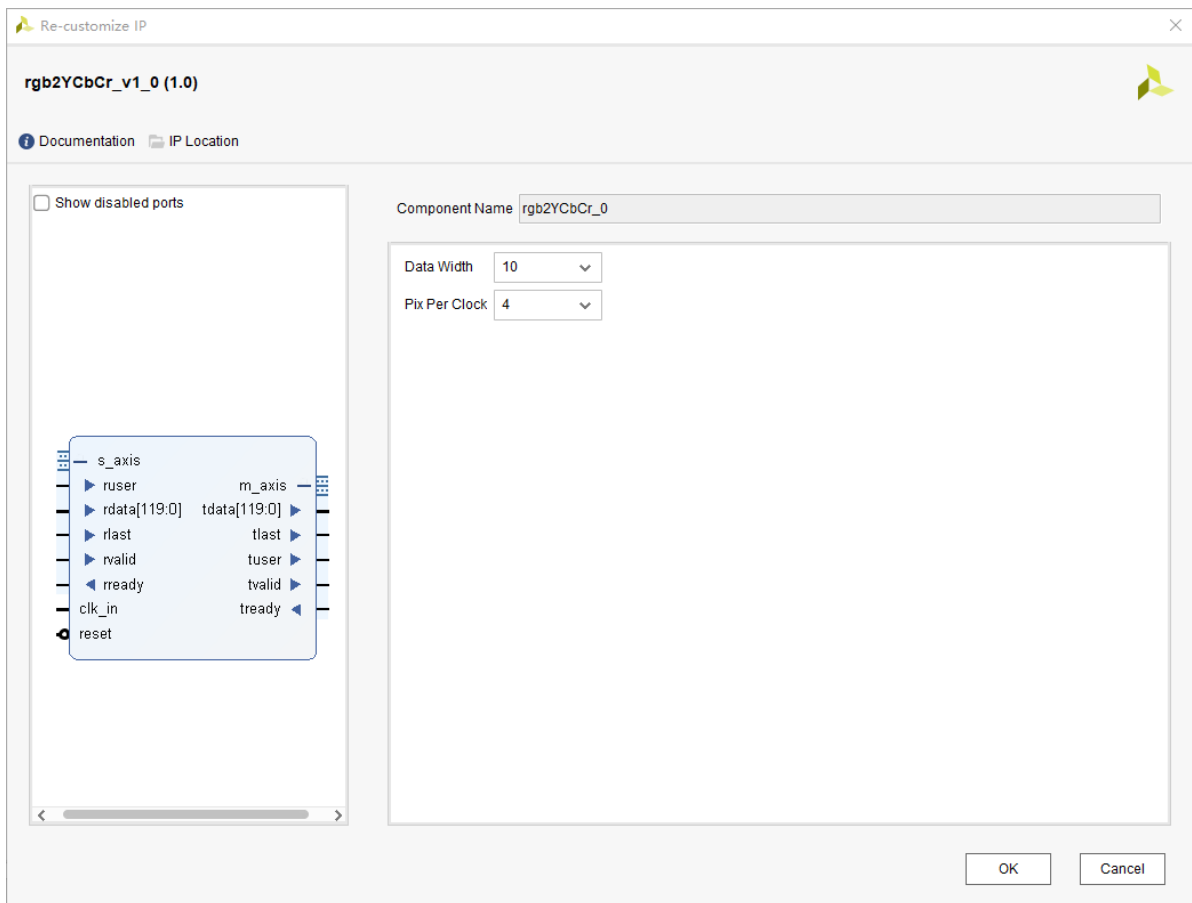 Re-customize IP
rgb2YCbCr_v1_0 (1.0)
Documentation IP Location
Show disabled ports
s_axis
ruser m_axis
rdata[119:0] tdata[119:0]
rlast tlast
rvalid tuser
rready tvalid
clk_in tready
reset
Component Name rgb2YCbCr_0
Data Width 10
Pix Per Clock 4
OK Cancel